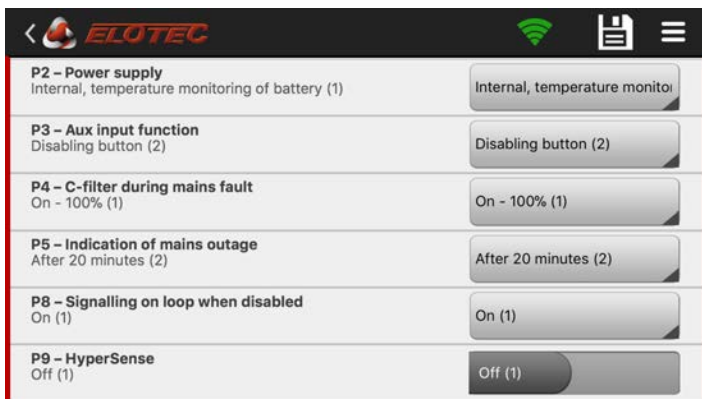 ELOTEC
P2 – Power supply
Internal, temperature monitoring of battery (1)
Internal, temperature monito
P3 – Aux input function
Disabling button (2)
Disabling button (2)
P4 – C-filter during mains fault
On - 100% (1)
On - 100% (1)
P5 – Indication of mains outage
After 20 minutes (2)
After 20 minutes (2)
P8 – Signalling on loop when disabled
On (1)
On (1)
P9 – HyperSense
Off (1)
Off (1)